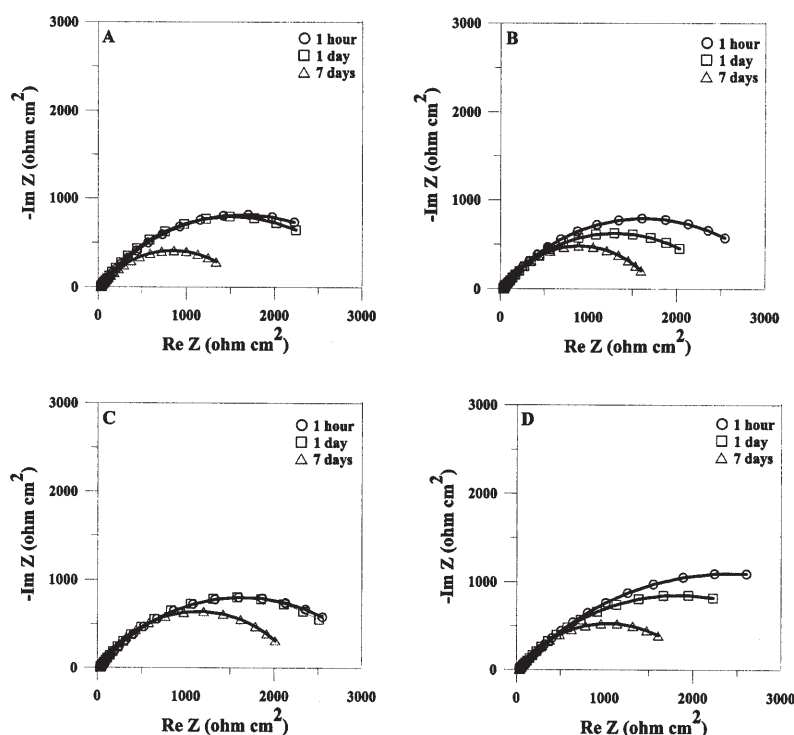 A
1 hour
1 day
7 days
3000
2000
1000
0
-Im Z (ohm cm2)
0 1000 2000 3000
Re Z (ohm cm2)
B
1 hour
1 day
7 days
3000
2000
1000
0
-Im Z (ohm cm2)
0 1000 2000 3000
Re Z (ohm cm2)
C
1 hour
1 day
7 days
3000
2000
1000
0
-Im Z (ohm cm2)
0 1000 2000 3000
Re Z (ohm cm2)
D
1 hour
1 day
7 days
3000
2000
1000
0
-Im Z (ohm cm2)
0 1000 2000 3000
Re Z (ohm cm2)